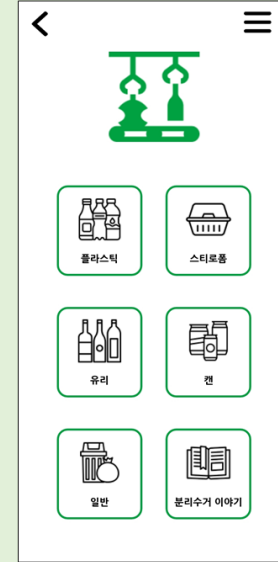 플라스틱
스티로폼
유리
캔
일반
분리수거 이야기